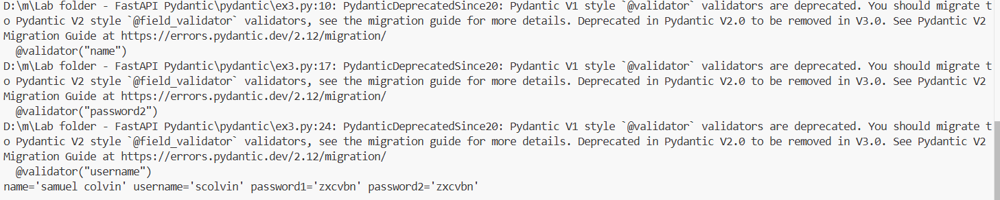 D:\m\Lab folder - FastAPI Pydantic\pydantic\ex3.py:10: PydanticDeprecatedSince20: Pydantic V1 style `@validator` validators are deprecated. You should migrate t
o Pydantic V2 style `@field_validator` validators, see the migration guide for more details. Deprecated in Pydantic V2.0 to be removed in V3.0. See Pydantic V2
Migration Guide at https://errors.pydantic.dev/2.12/migration/
  @validator("name")
D:\m\Lab folder - FastAPI Pydantic\pydantic\ex3.py:17: PydanticDeprecatedSince20: Pydantic V1 style `@validator` validators are deprecated. You should migrate t
o Pydantic V2 style `@field_validator` validators, see the migration guide for more details. Deprecated in Pydantic V2.0 to be removed in V3.0. See Pydantic V2
Migration Guide at https://errors.pydantic.dev/2.12/migration/
  @validator("password2")
D:\m\Lab folder - FastAPI Pydantic\pydantic\ex3.py:24: PydanticDeprecatedSince20: Pydantic V1 style `@validator` validators are deprecated. You should migrate t
o Pydantic V2 style `@field_validator` validators, see the migration guide for more details. Deprecated in Pydantic V2.0 to be removed in V3.0. See Pydantic V2
Migration Guide at https://errors.pydantic.dev/2.12/migration/
  @validator("username")
name='samuel colvin' username='scolvin' password1='zxcvbn' password2='zxcvbn'